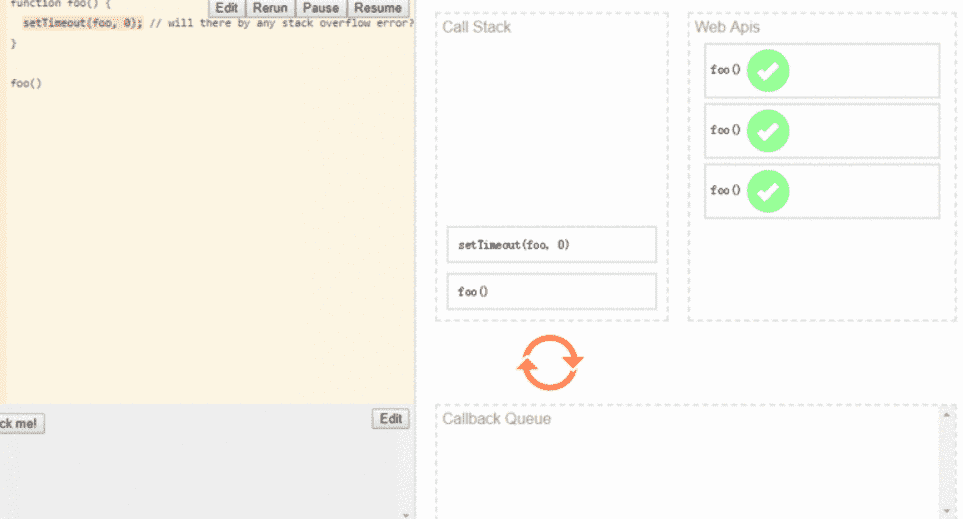 function foo() {
Edit Rerun Pause Resume
setTimeout(foo, 0); // will there by any stack overflow error?
}
foo()
Call Stack
setTimeout(foo, 0)
foo()
Web Apis
foo()
foo()
foo()
ck me!
Edit
Callback Queue